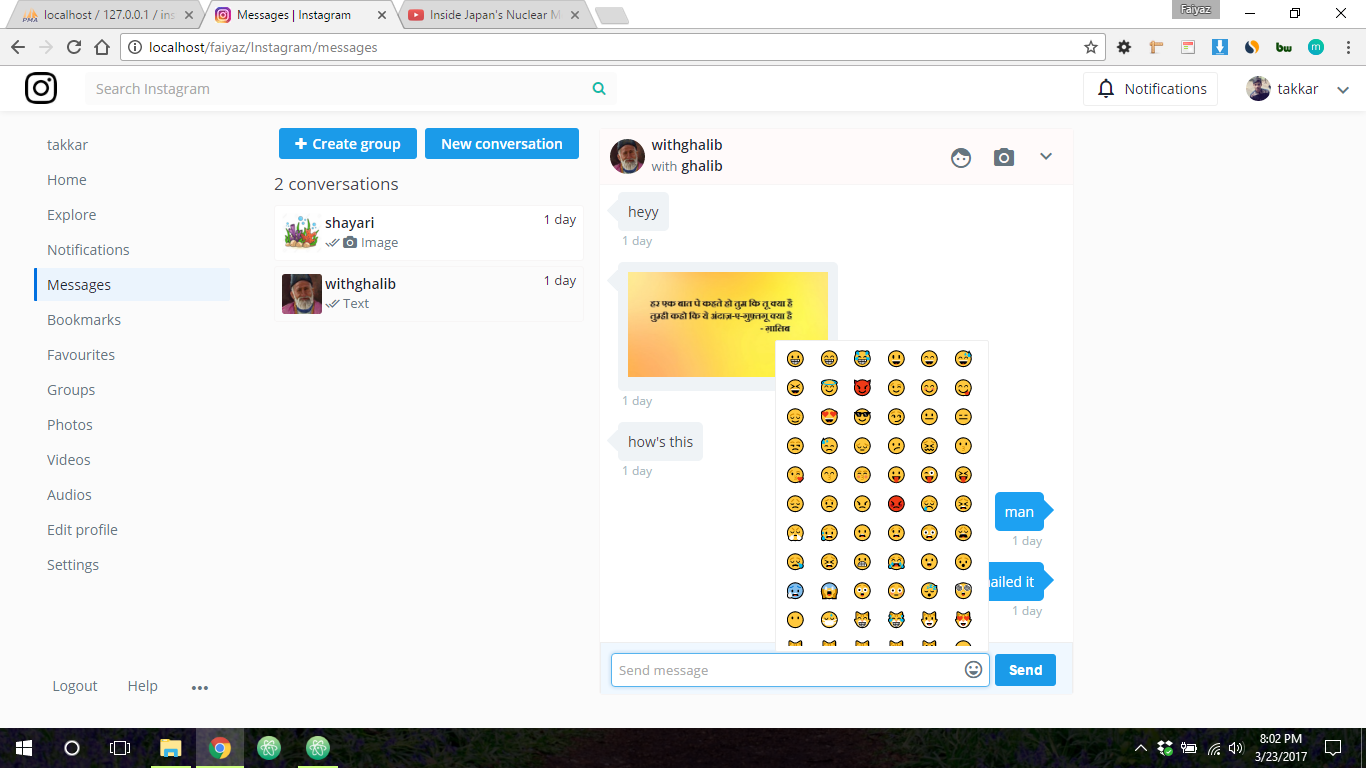 localhost / 127.0.0.1 / ins
Messages | Instagram
Inside Japan's Nuclear M
Faiyaz
localhost/faiyaz/Instagram/messages
bw
m
Search Instagram
Notifications
takkar
takkar
Home
Explore
Notifications
Messages
Bookmarks
Favourites
Groups
Photos
Videos
Audios
Edit profile
Settings
Logout
Help
Create group
New conversation
2 conversations
shayari
1 day
Image
withghalib
1 day
Text
withghalib
with ghalib
heyy
1 day
हर एक बात पे कहते हो तुम कि तू क्या है
तुम्ही कहो कि ये अंदाज़-ए-गुफ़्तगू क्या है
- ग़ालिब
1 day
how's this
1 day
man
1 day
ailed it
1 day
Send message
Send
8:02 PM
3/23/2017